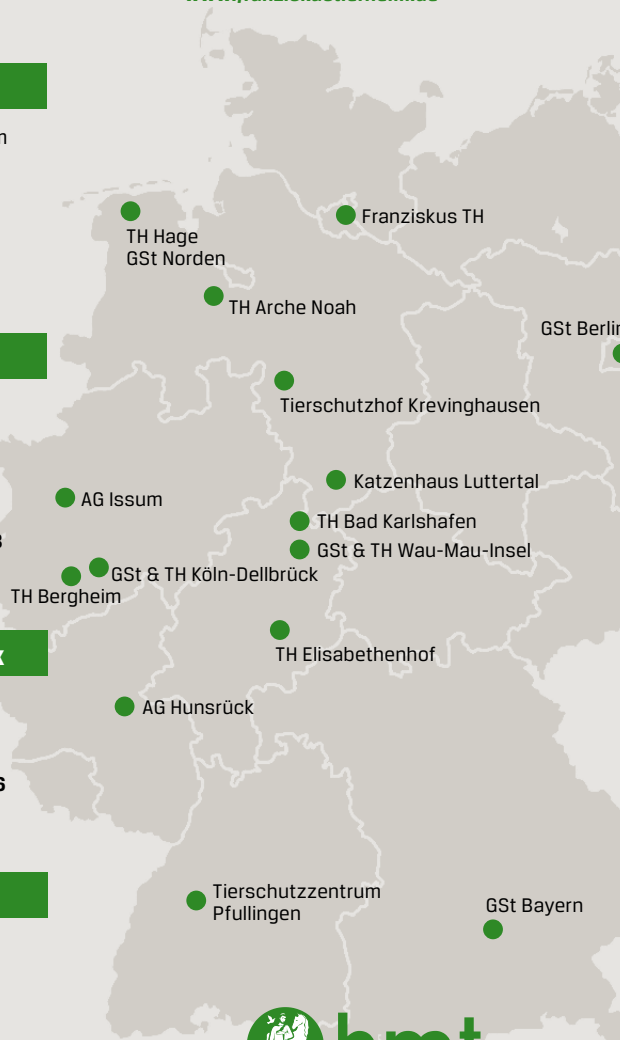 Franziskus TH
TH Hage
GSt Norden
TH Arche Noah
GSt Berlin
Tierschutzhof Krevinghausen
Katzenhaus Luttertal
AG Issum
TH Bad Karlshafen
GSt & TH Wau-Mau-Insel
GSt & TH Köln-Dellbrück
TH Bergheim
TH Elisabethenhof
AG Hunsrück
Tierschutzzentrum
Pfullingen
GSt Bayern
bmt